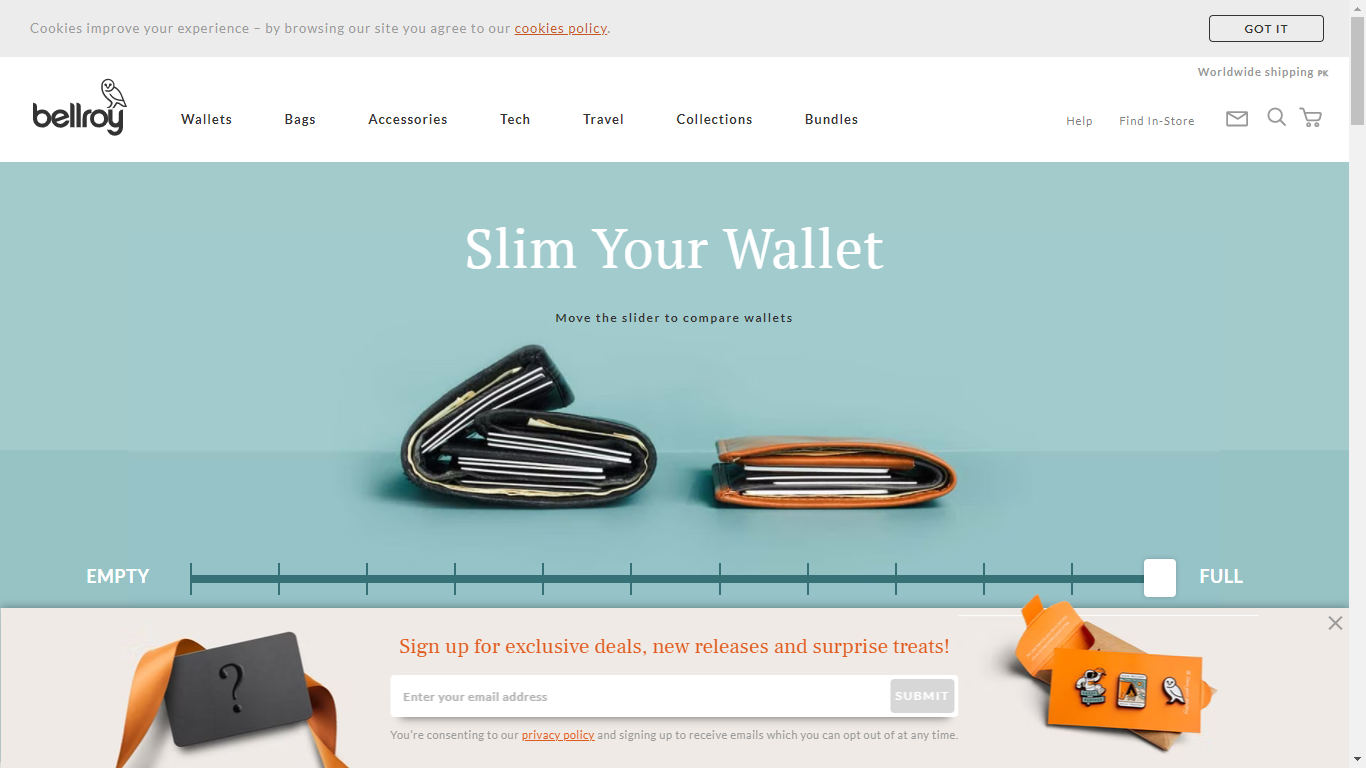 Cookies improve your experience – by browsing our site you agree to our cookies policy.
GOT IT
Worldwide shipping PK
bellroy
Wallets Bags Accessories Tech Travel Collections Bundles
Help Find In-Store
Slim Your Wallet
Move the slider to compare wallets
EMPTY
FULL
Sign up for exclusive deals, new releases and surprise treats!
?
Enter your email address
SUBMIT
You're consenting to our privacy policy and signing up to receive emails which you can opt out of at any time.